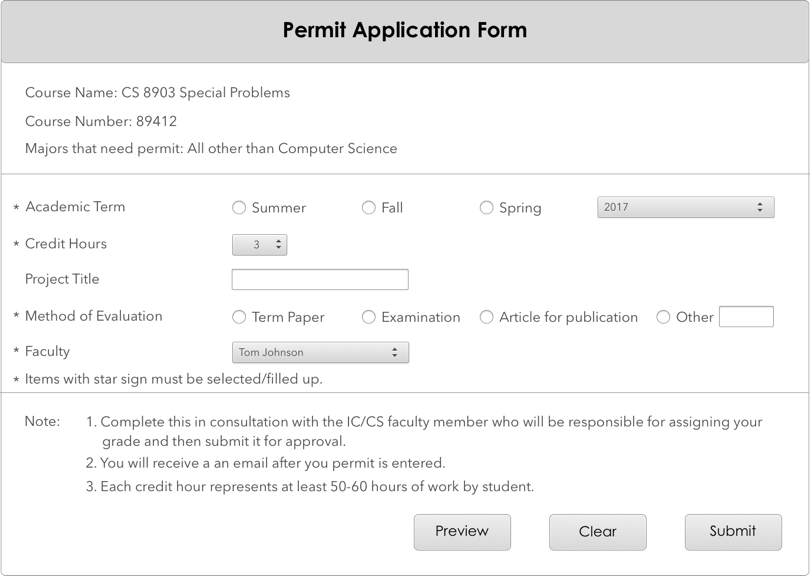 Permit Application Form
Course Name: CS 8903 Special Problems
Course Number: 89412
Majors that need permit: All other than Computer Science
* Academic Term Summer Fall Spring 2017
* Credit Hours 3
Project Title
* Method of Evaluation Term Paper Examination Article for publication Other
* Faculty Tom Johnson
* Items with star sign must be selected/filled up.
Note: 1. Complete this in consultation with the IC/CS faculty member who will be responsible for assigning your
grade and then submit it for approval.
2. You will receive a an email after you permit is entered.
3. Each credit hour represents at least 50-60 hours of work by student.
Preview Clear Submit